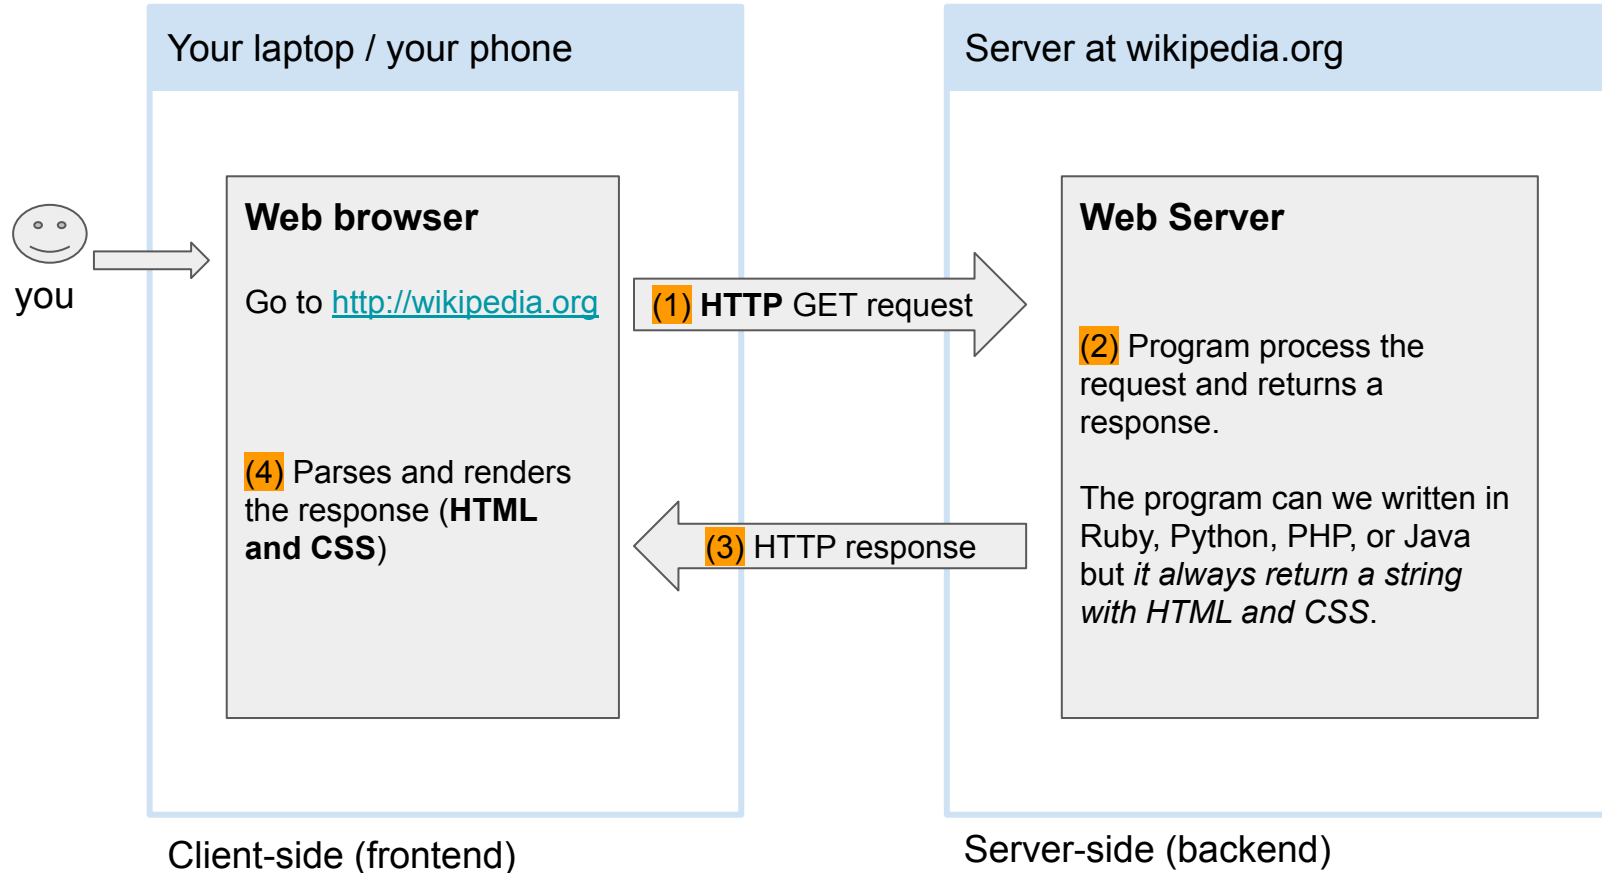 Your laptop / your phone
Server at wikipedia.org
you
Web browser
Go to http://wikipedia.org
(4) Parses and renders
the response (HTML
and CSS)
(1) HTTP GET request
(3) HTTP response
Web Server
(2) Program process the
request and returns a
response.
The program can we written in
Ruby, Python, PHP, or Java
but it always return a string
with HTML and CSS.
Client-side (frontend)
Server-side (backend)